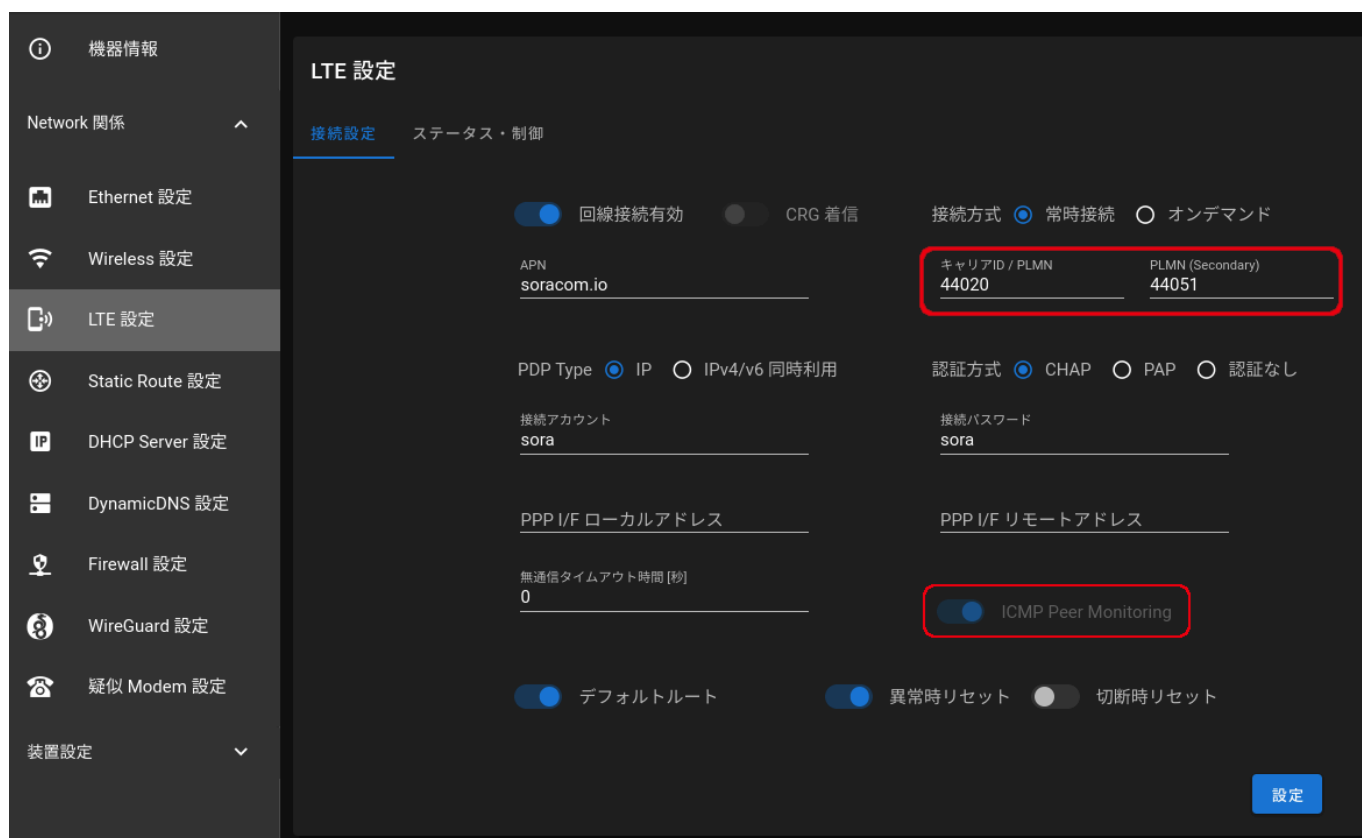 機器情報
Network 関係
Ethernet 設定
Wireless 設定
LTE 設定
Static Route 設定
IP
DHCP Server 設定
DynamicDNS 設定
Firewall 設定
WireGuard 設定
疑似 Modem 設定
装置設定
LTE 設定
接続設定 ステータス・制御
回線接続有効 CRG 着信 接続方式 常時接続 オンデマンド
APN キャリアID / PLMN PLMN (Secondary)
soracom.io 44020 44051
PDP Type IP IPv4/v6 同時利用 認証方式 CHAP PAP 認証なし
接続アカウント 接続パスワード
sora sora
PPP I/F ローカルアドレス PPP I/F リモートアドレス
無通信タイムアウト時間 [秒]
0 ICMP Peer Monitoring
デフォルトルート 異常時リセット 切断時リセット
設定